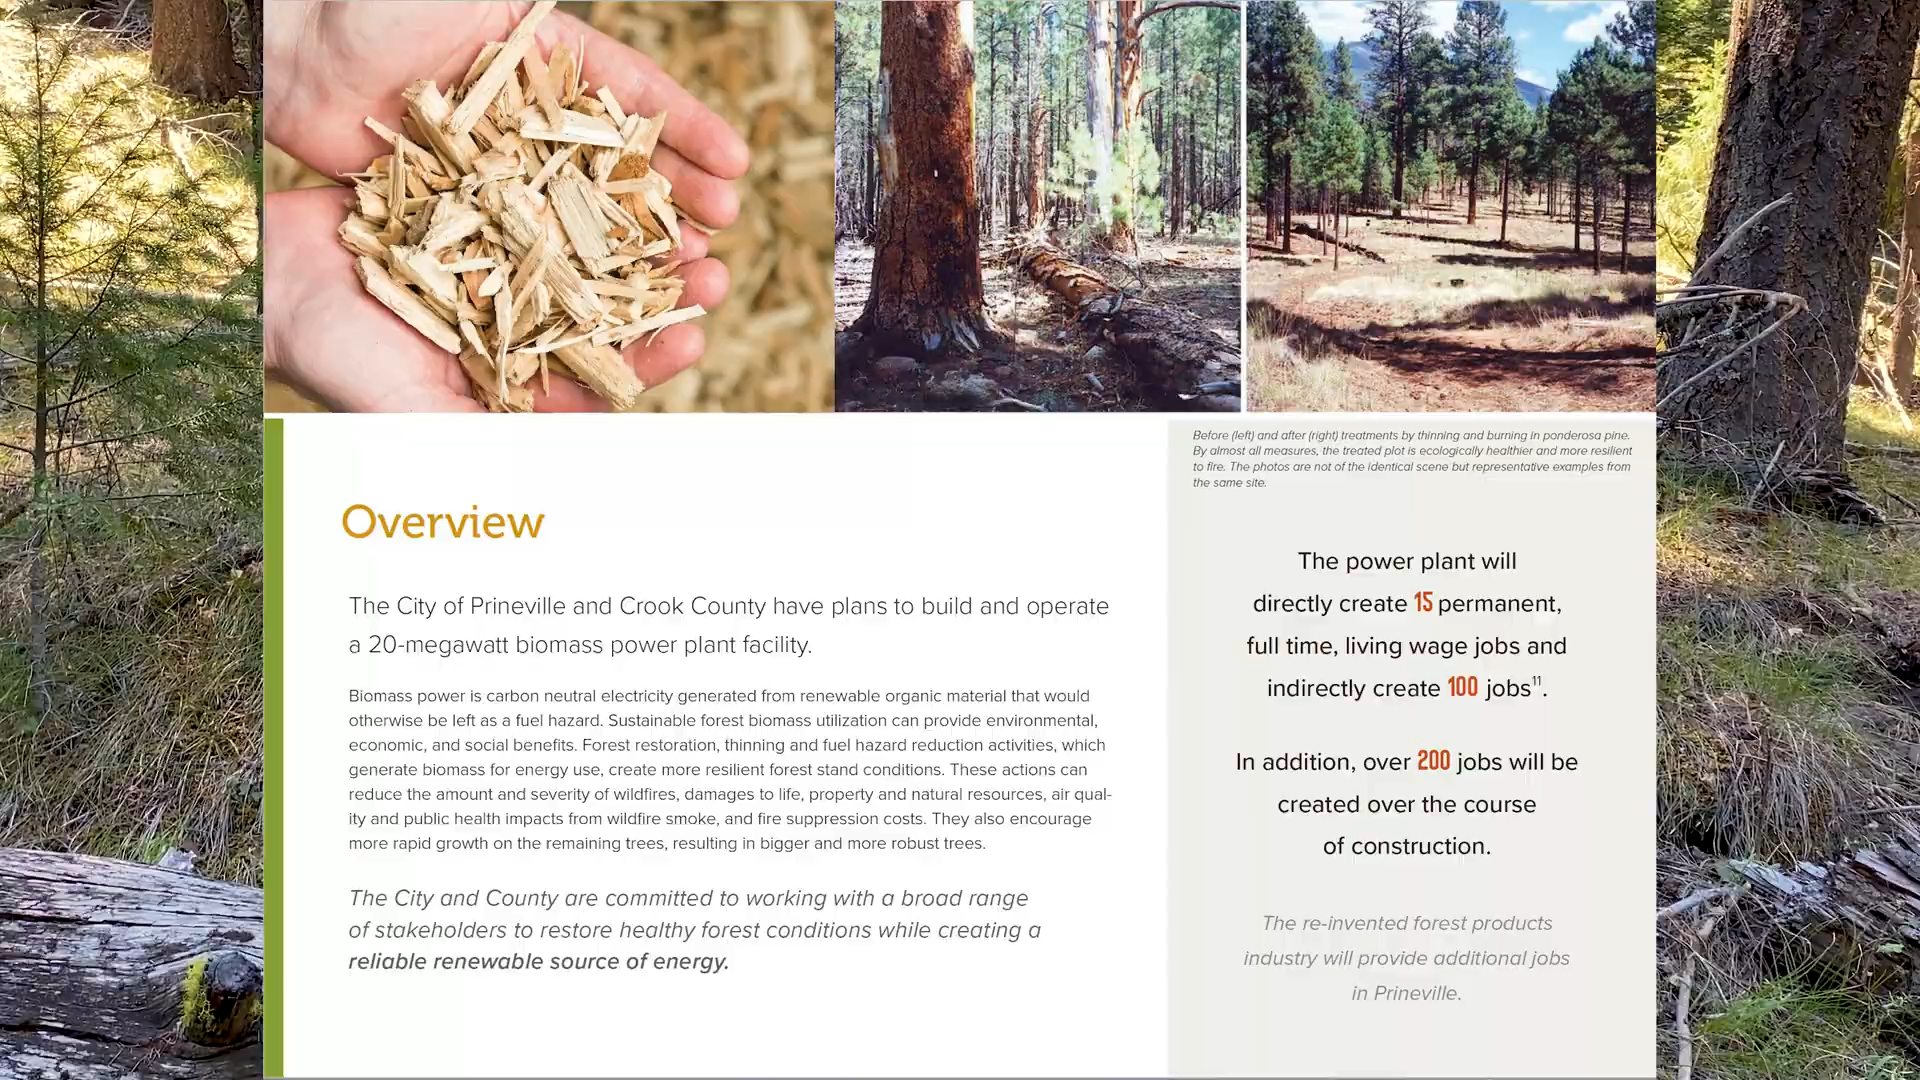 Before (left) and after (right) treatments by thinning and burning in ponderosa pine.
By almost all measures, the treated plot is ecologically healthier and more resilient
to fire. The photos are not of the identical scene but representative examples from
the same site.
Overview
The City of Prineville and Crook County have plans to build and operate
a 20-megawatt biomass power plant facility.
Biomass power is carbon neutral electricity generated from renewable organic material that would
otherwise be left as a fuel hazard. Sustainable forest biomass utilization can provide environmental,
economic, and social benefits. Forest restoration, thinning and fuel hazard reduction activities, which
generate biomass for energy use, create more resilient forest stand conditions. These actions can
reduce the amount and severity of wildfires, damages to life, property and natural resources, air qual-
ity and public health impacts from wildfire smoke, and fire suppression costs. They also encourage
more rapid growth on the remaining trees, resulting in bigger and more robust trees.
The City and County are committed to working with a broad range
of stakeholders to restore healthy forest conditions while creating a
reliable renewable source of energy.
The power plant will
directly create 15 permanent,
full time, living wage jobs and
indirectly create 100 jobs¹¹.
In addition, over 200 jobs will be
created over the course
of construction.
The re-invented forest products
industry will provide additional jobs
in Prineville.